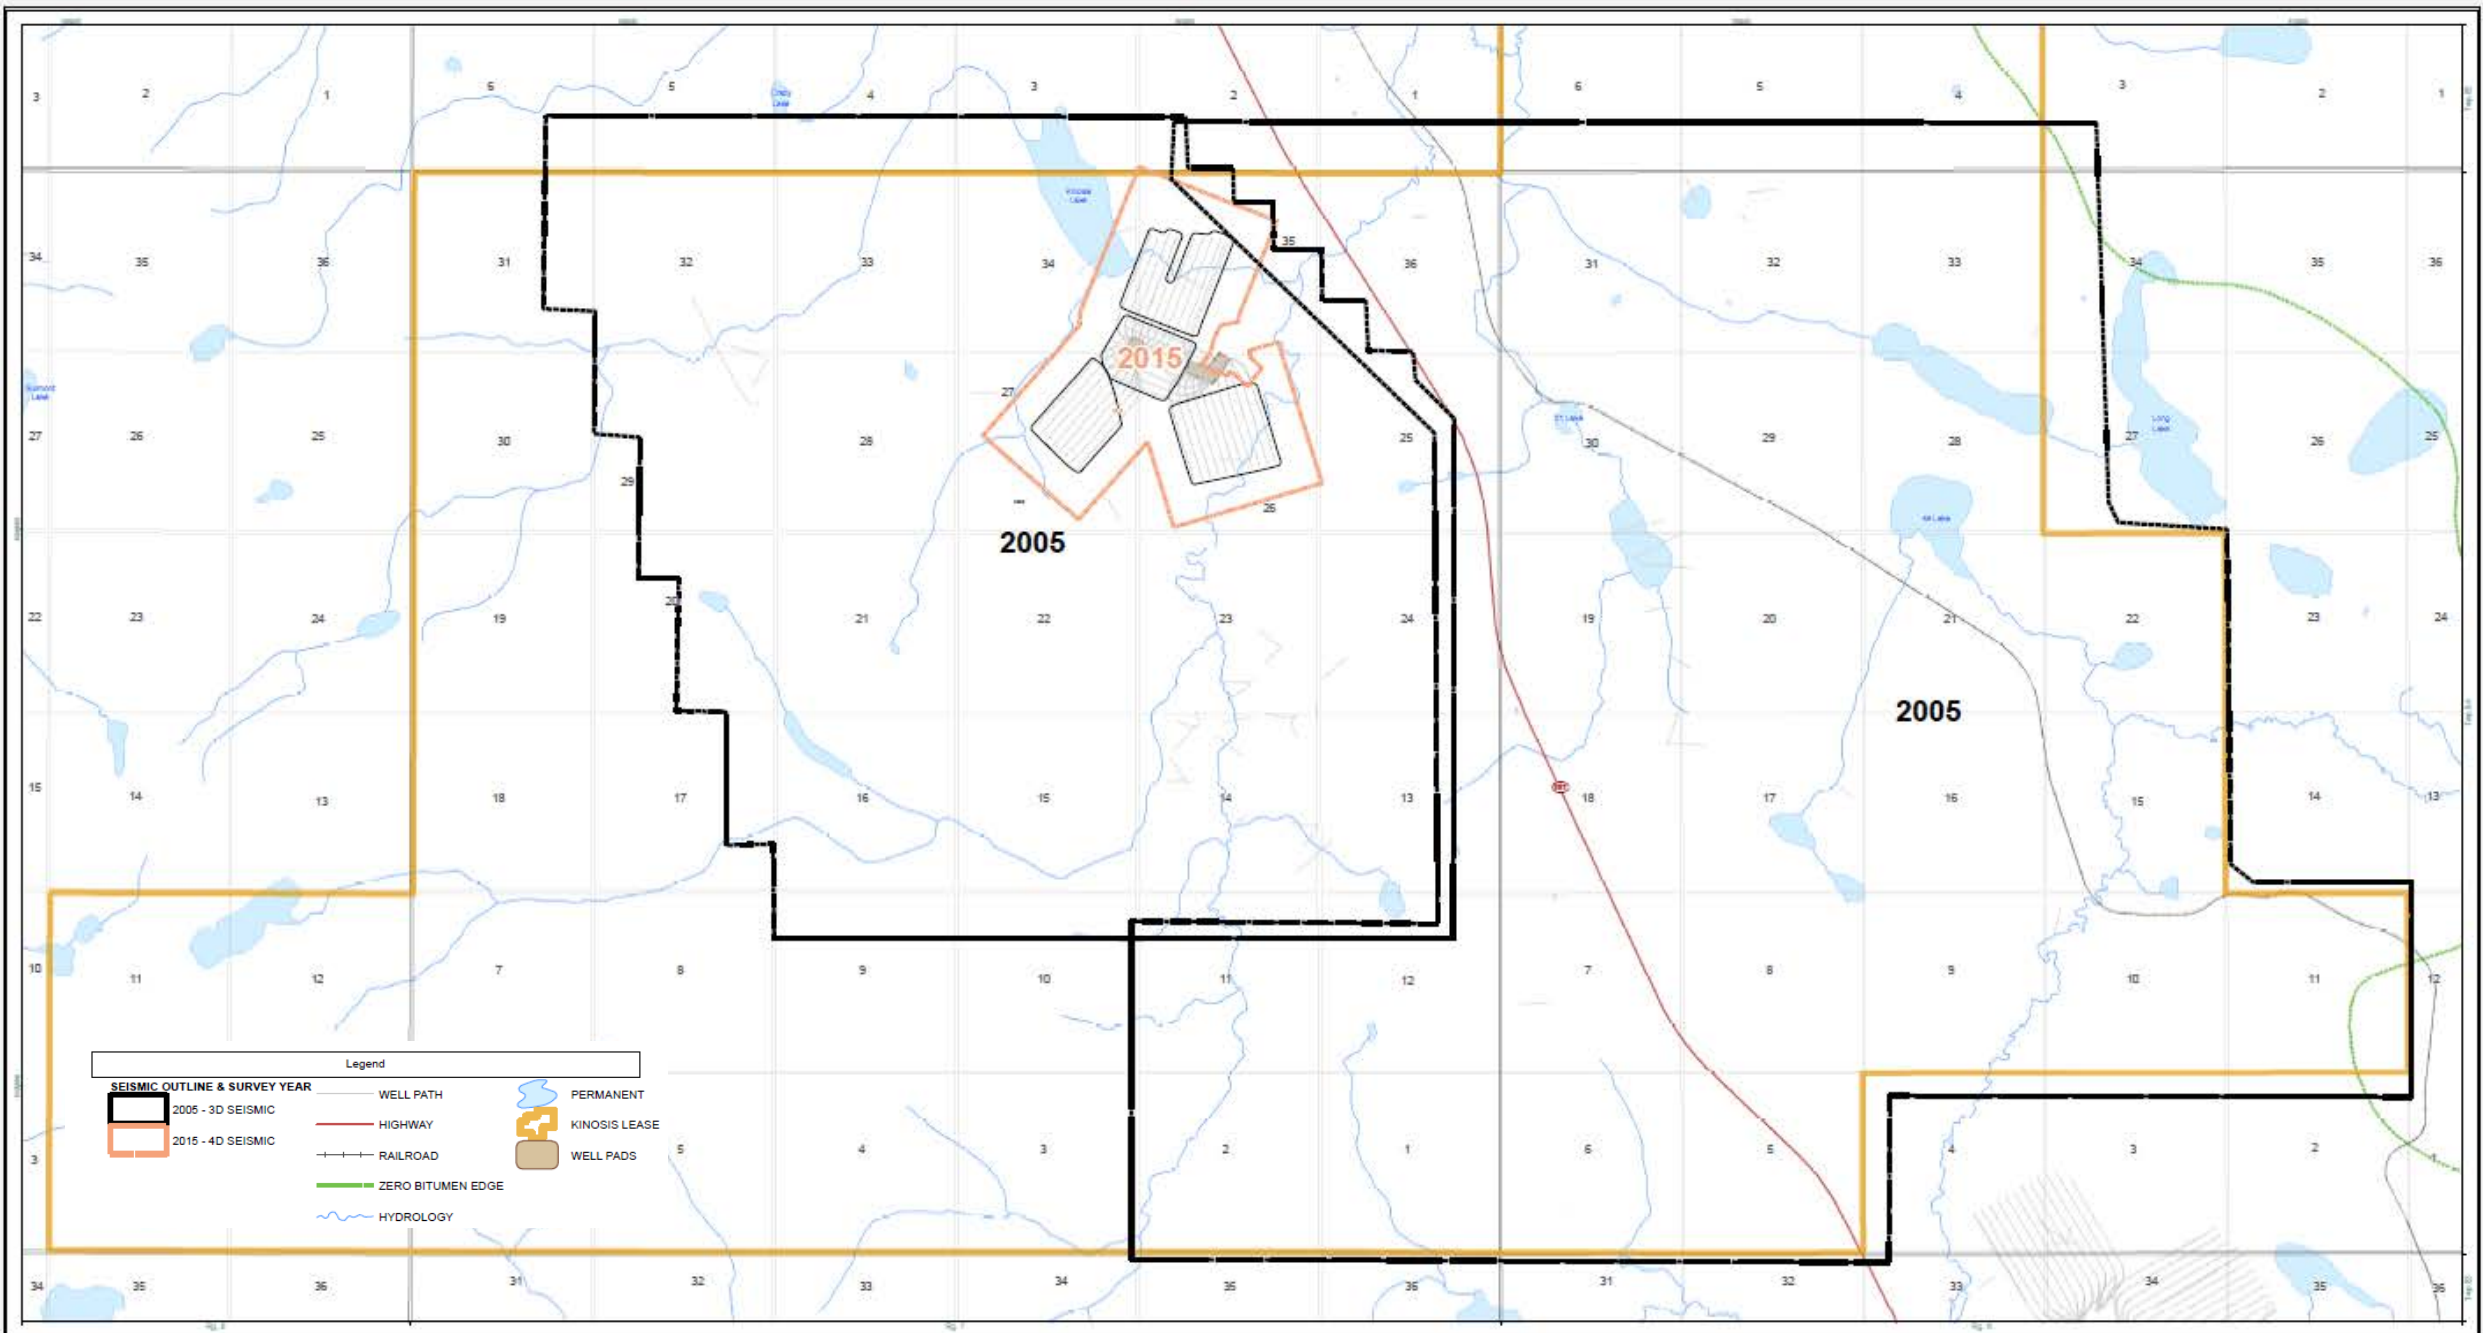 3 2 1 6 5 4 3 2 1 6 5 4 3 2 1
Kinosis
Lake
34 35 36 31 32 33 34 35 36 31 32 33 34 35 36
2015
27
Long
Lake
27 26 25 30 28 25 30 29 28 27 26 25
29
26
2005
22 23 24 19 20 21 22 23 24 19 20 21 22 23 24
2005
15 14 13 18 17 16 15 14 13 18 17 16 15 14 13
10 11 12 7 8 9 10 11 12 7 8 9 10 11 12
Legend
SEISMIC OUTLINE & SURVEY YEAR
2005 - 3D SEISMIC
2015 - 4D SEISMIC
WELL PATH
HIGHWAY
RAILROAD
ZERO BITUMEN EDGE
HYDROLOGY
PERMANENT
KINOSIS LEASE
WELL PADS
3 5 4 3 2 1 6 5 4 3 2 1
34 35 36 31 32 33 34 35 36 31 32 33 34 35 36